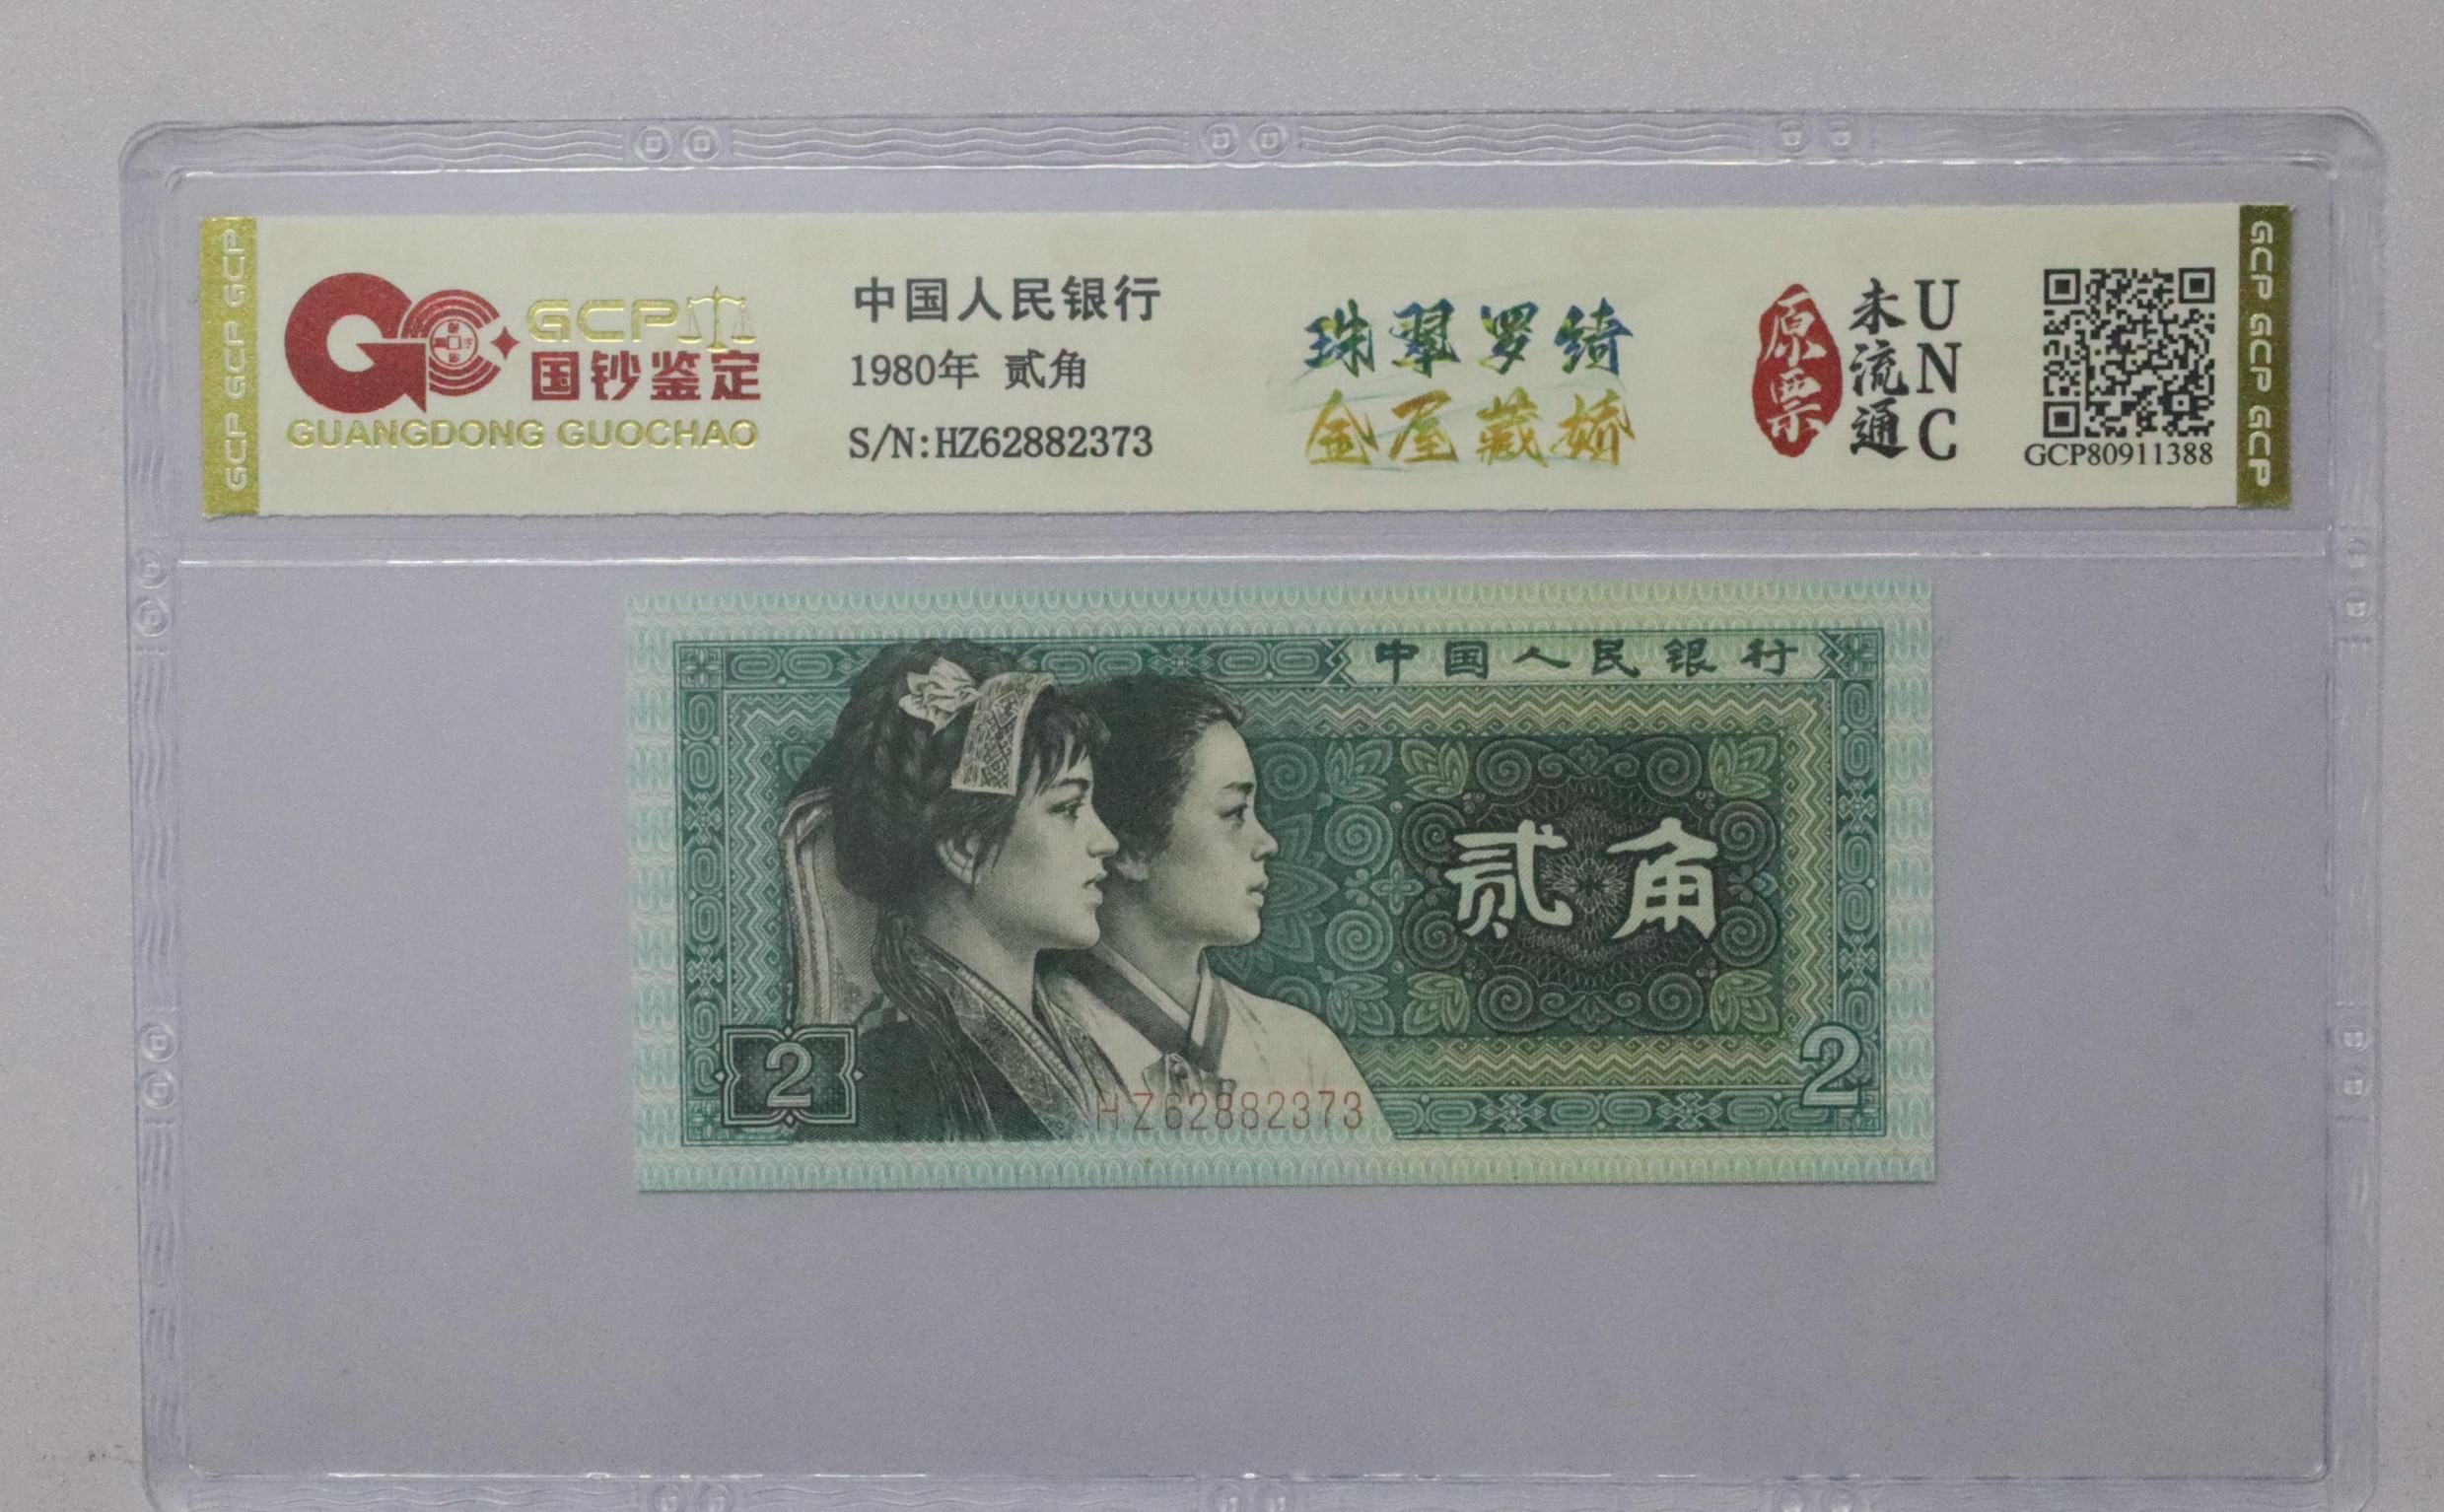 GCP GCP GCP
GCP
国钞鉴定
GUANGDONG GUOCHAO
中国人民银行
1980年 贰角
S/N:HZ62882373
珠翠罗绮
金屋藏娇
原票
未流通
UNC
GCP80911388
GCP GCP GCP
中国人民银行
贰角
2
HZ62882373
2